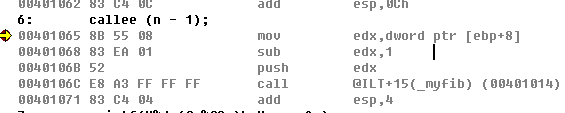 00401062 83 C4 0C add esp,0Ch
6: callee (n - 1);
00401065 8B 55 08 mov edx,dword ptr [ebp+8]
00401068 83 EA 01 sub edx,1
0040106B 52 push edx
0040106C E8 A3 FF FF FF call @ILT+15(_myfib) (00401014)
00401071 83 C4 04 add esp,4